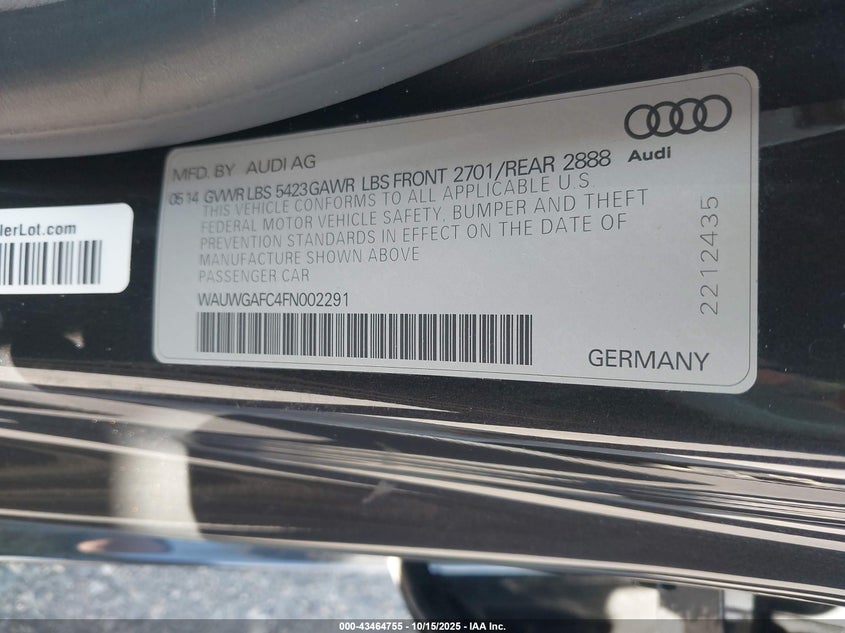 Audi
MFD. BY AUDI AG
05 14 GVWR LBS 5423 GAWR LBS FRONT 2701/REAR 2888
THIS VEHICLE CONFORMS TO ALL APPLICABLE U.S.
FEDERAL MOTOR VEHICLE SAFETY, BUMPER AND THEFT
PREVENTION STANDARDS IN EFFECT ON THE DATE OF
MANUFACTURE SHOWN ABOVE
PASSENGER CAR
WAUWGAFC4FN002291
GERMANY
2212435
lerLot.com
000-43464755 - 10/15/2025 - IAA Inc.